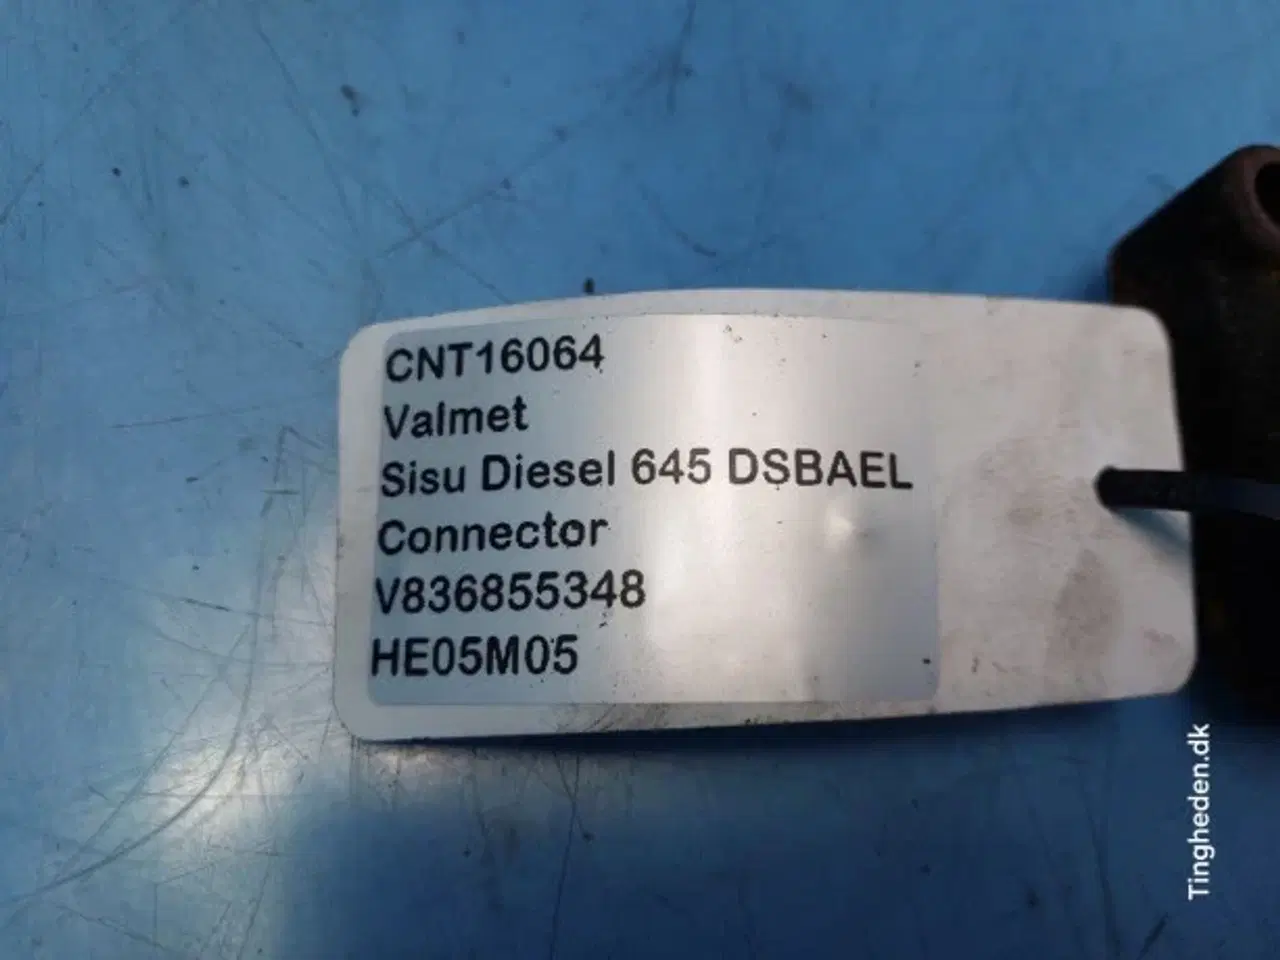 CNT16064
Valmet
Sisu Diesel 645 DSBAEL
Connector
V836855348
HE05M05
Tingheden.dk